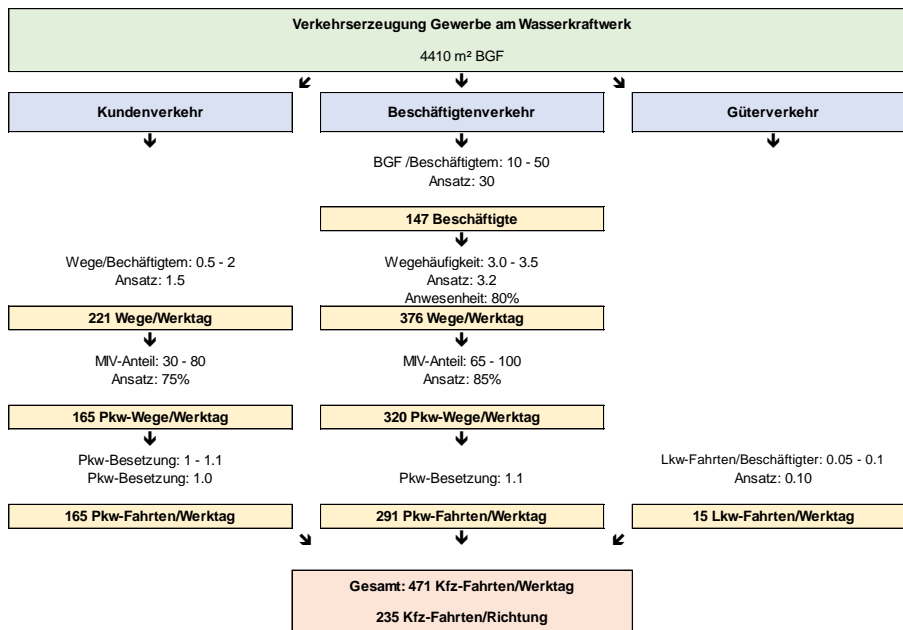 Verkehrserzeugung Gewerbe am Wasserkraftwerk
4410 m² BGF
Kundenverkehr
Beschäftigtenverkehr
Güterverkehr
BGF /Beschäftigtem: 10 - 50
Ansatz: 30
147 Beschäftigte
Wege/Bechäftigtem: 0.5 - 2
Ansatz: 1.5
Wegehäufigkeit: 3.0 - 3.5
Ansatz: 3.2
Anwesenheit: 80%
221 Wege/Werktag
376 Wege/Werktag
MIV-Anteil: 30 - 80
Ansatz: 75%
MIV-Anteil: 65 - 100
Ansatz: 85%
165 Pkw-Wege/Werktag
320 Pkw-Wege/Werktag
Pkw-Besetzung: 1 - 1.1
Pkw-Besetzung: 1.0
Pkw-Besetzung: 1.1
Lkw-Fahrten/Beschäftigter: 0.05 - 0.1
Ansatz: 0.10
165 Pkw-Fahrten/Werktag
291 Pkw-Fahrten/Werktag
15 Lkw-Fahrten/Werktag
Gesamt: 471 Kfz-Fahrten/Werktag
235 Kfz-Fahrten/Richtung